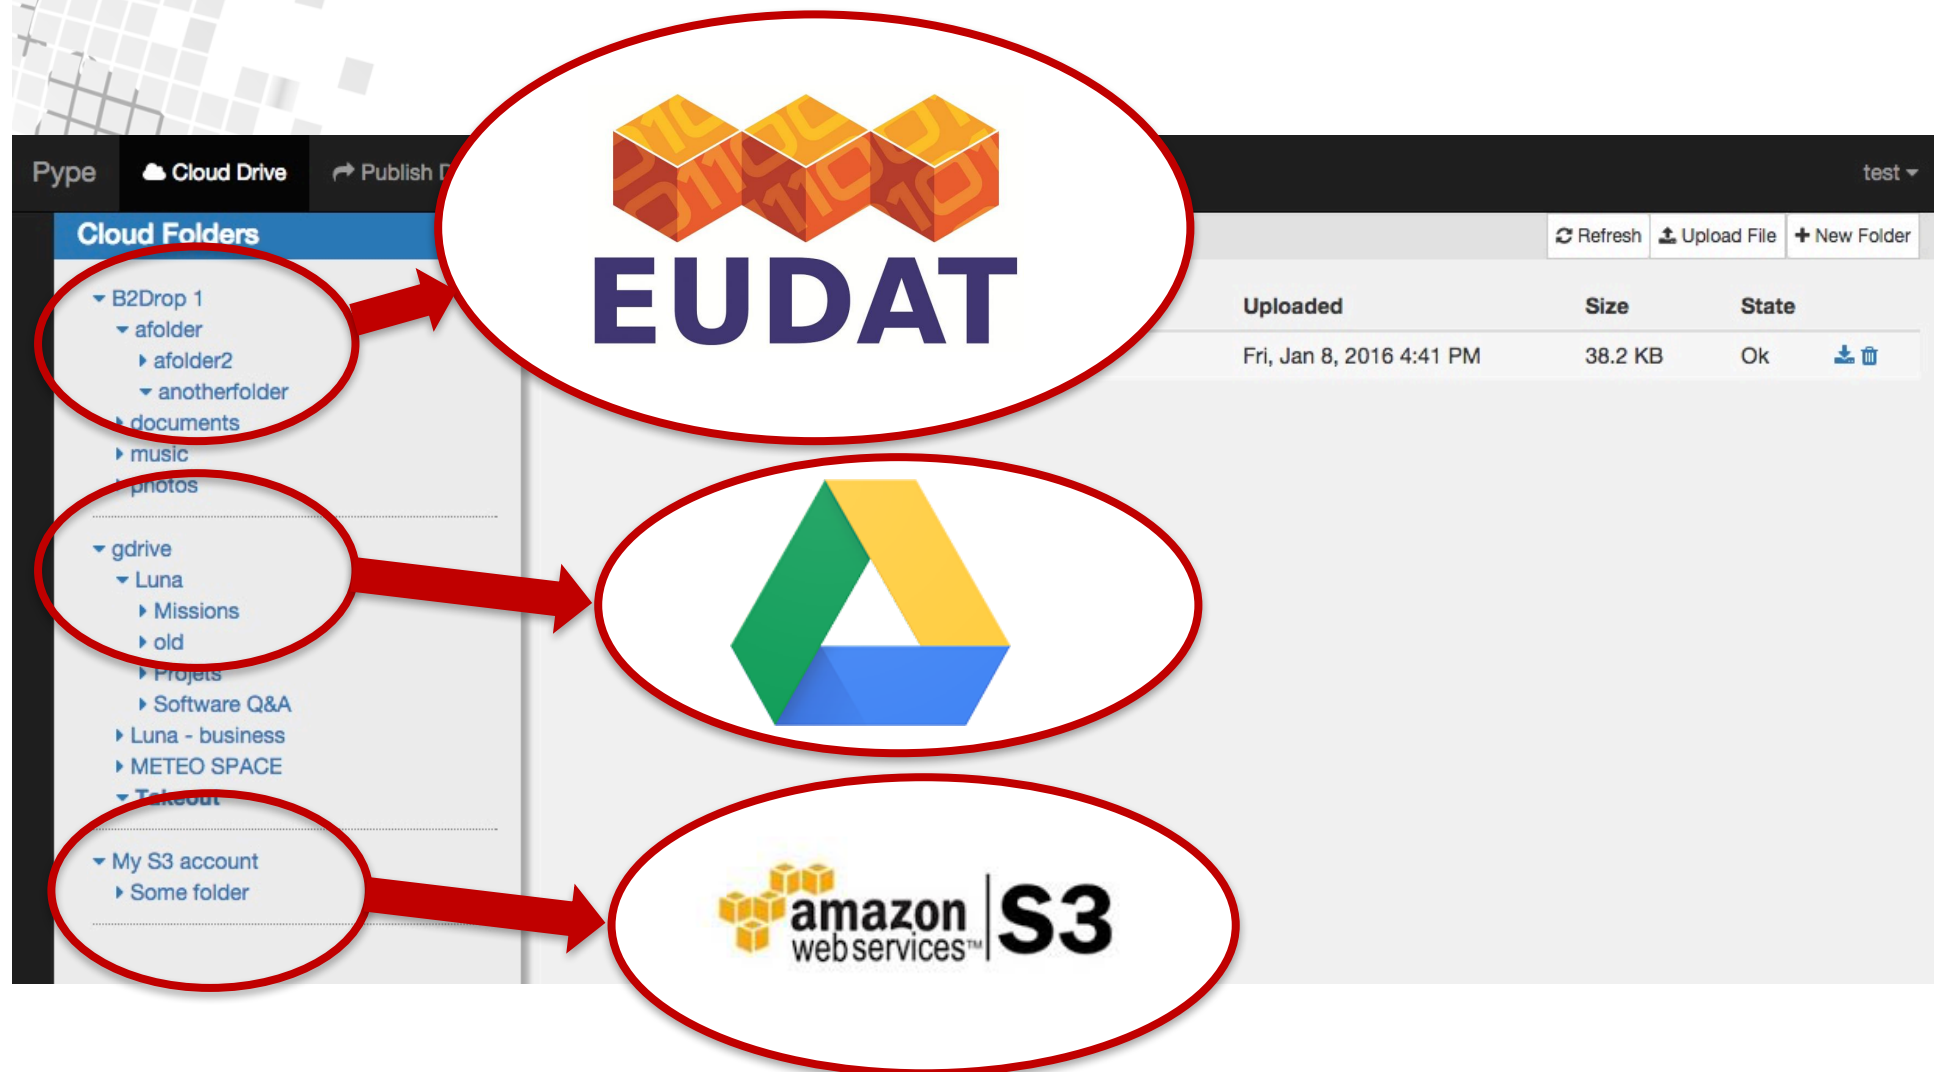 Pype
Cloud Drive
Publish D
test
Cloud Folders
Refresh
Upload File
New Folder
B2Drop 1
afolder
afolder2
anotherfolder
documents
music
photos
gdrive
Luna
Missions
old
Projets
Software Q&A
Luna - business
METEO SPACE
Takeout
My S3 account
Some folder
EUDAT
Uploaded Size State
Fri, Jan 8, 2016 4:41 PM 38.2 KB Ok
amazon
web services™
S3